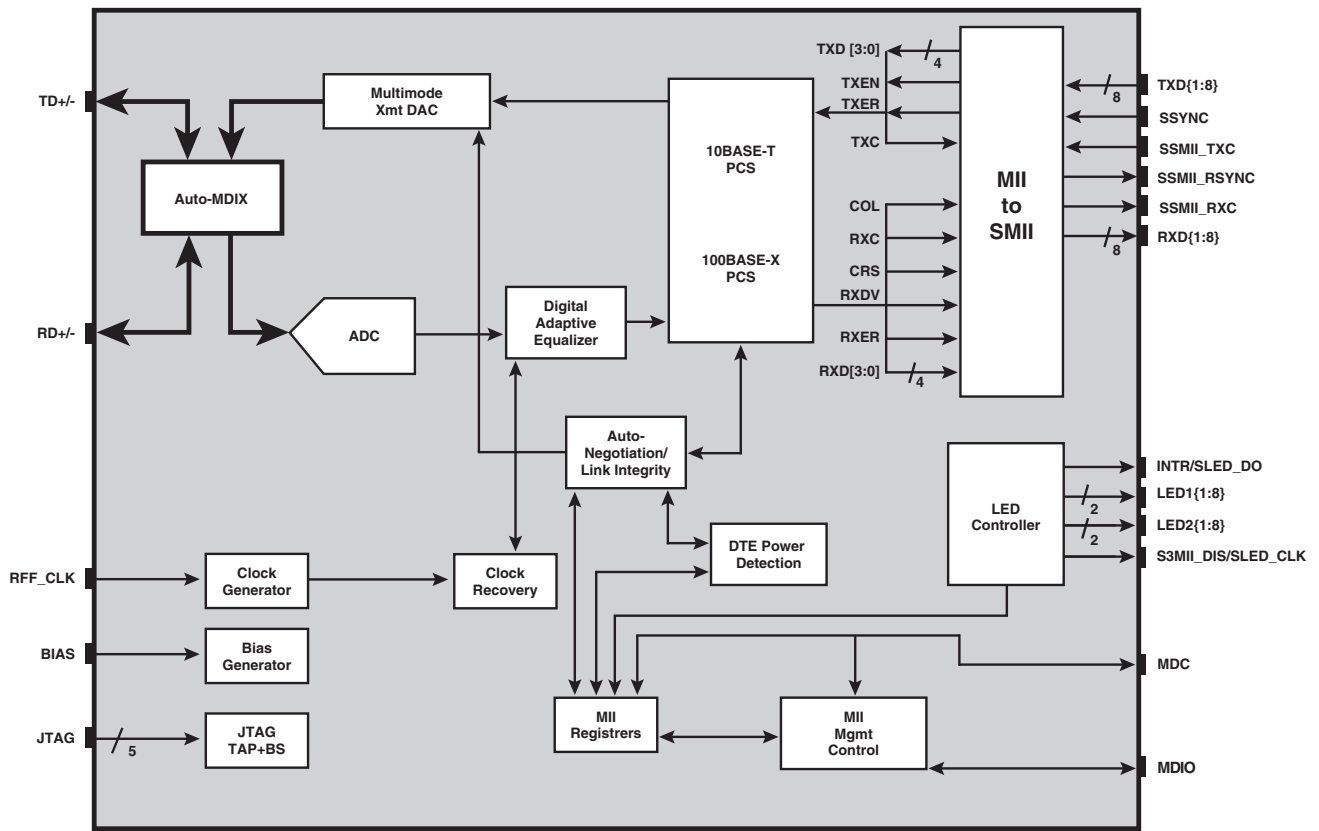 TD+/-
RD+/-
RFF_CLK
BIAS
JTAG
5
Multimode
Xmt DAC
Auto-MDIX
ADC
Digital
Adaptive
Equalizer
10BASE-T
PCS
100BASE-X
PCS
TXD [3:0]
4
TXEN
TXER
TXC
COL
RXC
CRS
RXDV
RXER
RXD[3:0]
4
MII
to
SMII
TXD{1:8}
8
SSYNC
SSMII_TXC
SSMII_RSYNC
SSMII_RXC
RXD{1:8}
8
Auto-
Negotiation/
Link Integrity
DTE Power
Detection
LED
Controller
INTR/SLED_DO
LED1{1:8}
2
LED2{1:8}
2
S3MII_DIS/SLED_CLK
Clock
Generator
Clock
Recovery
Bias
Generator
JTAG
TAP+BS
MII
Registrers
MII
Mgmt
Control
MDC
MDIO